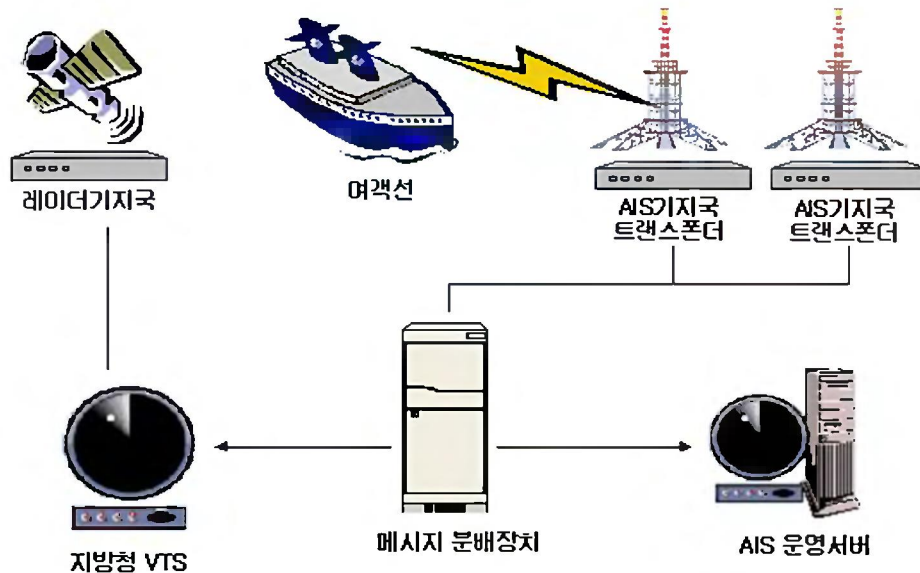 레이더기지국
여객선
AIS기지국
트랜스폰더
AIS기지국
트랜스폰더
지방청 VTS
메시지 분배장치
AIS 운영서버